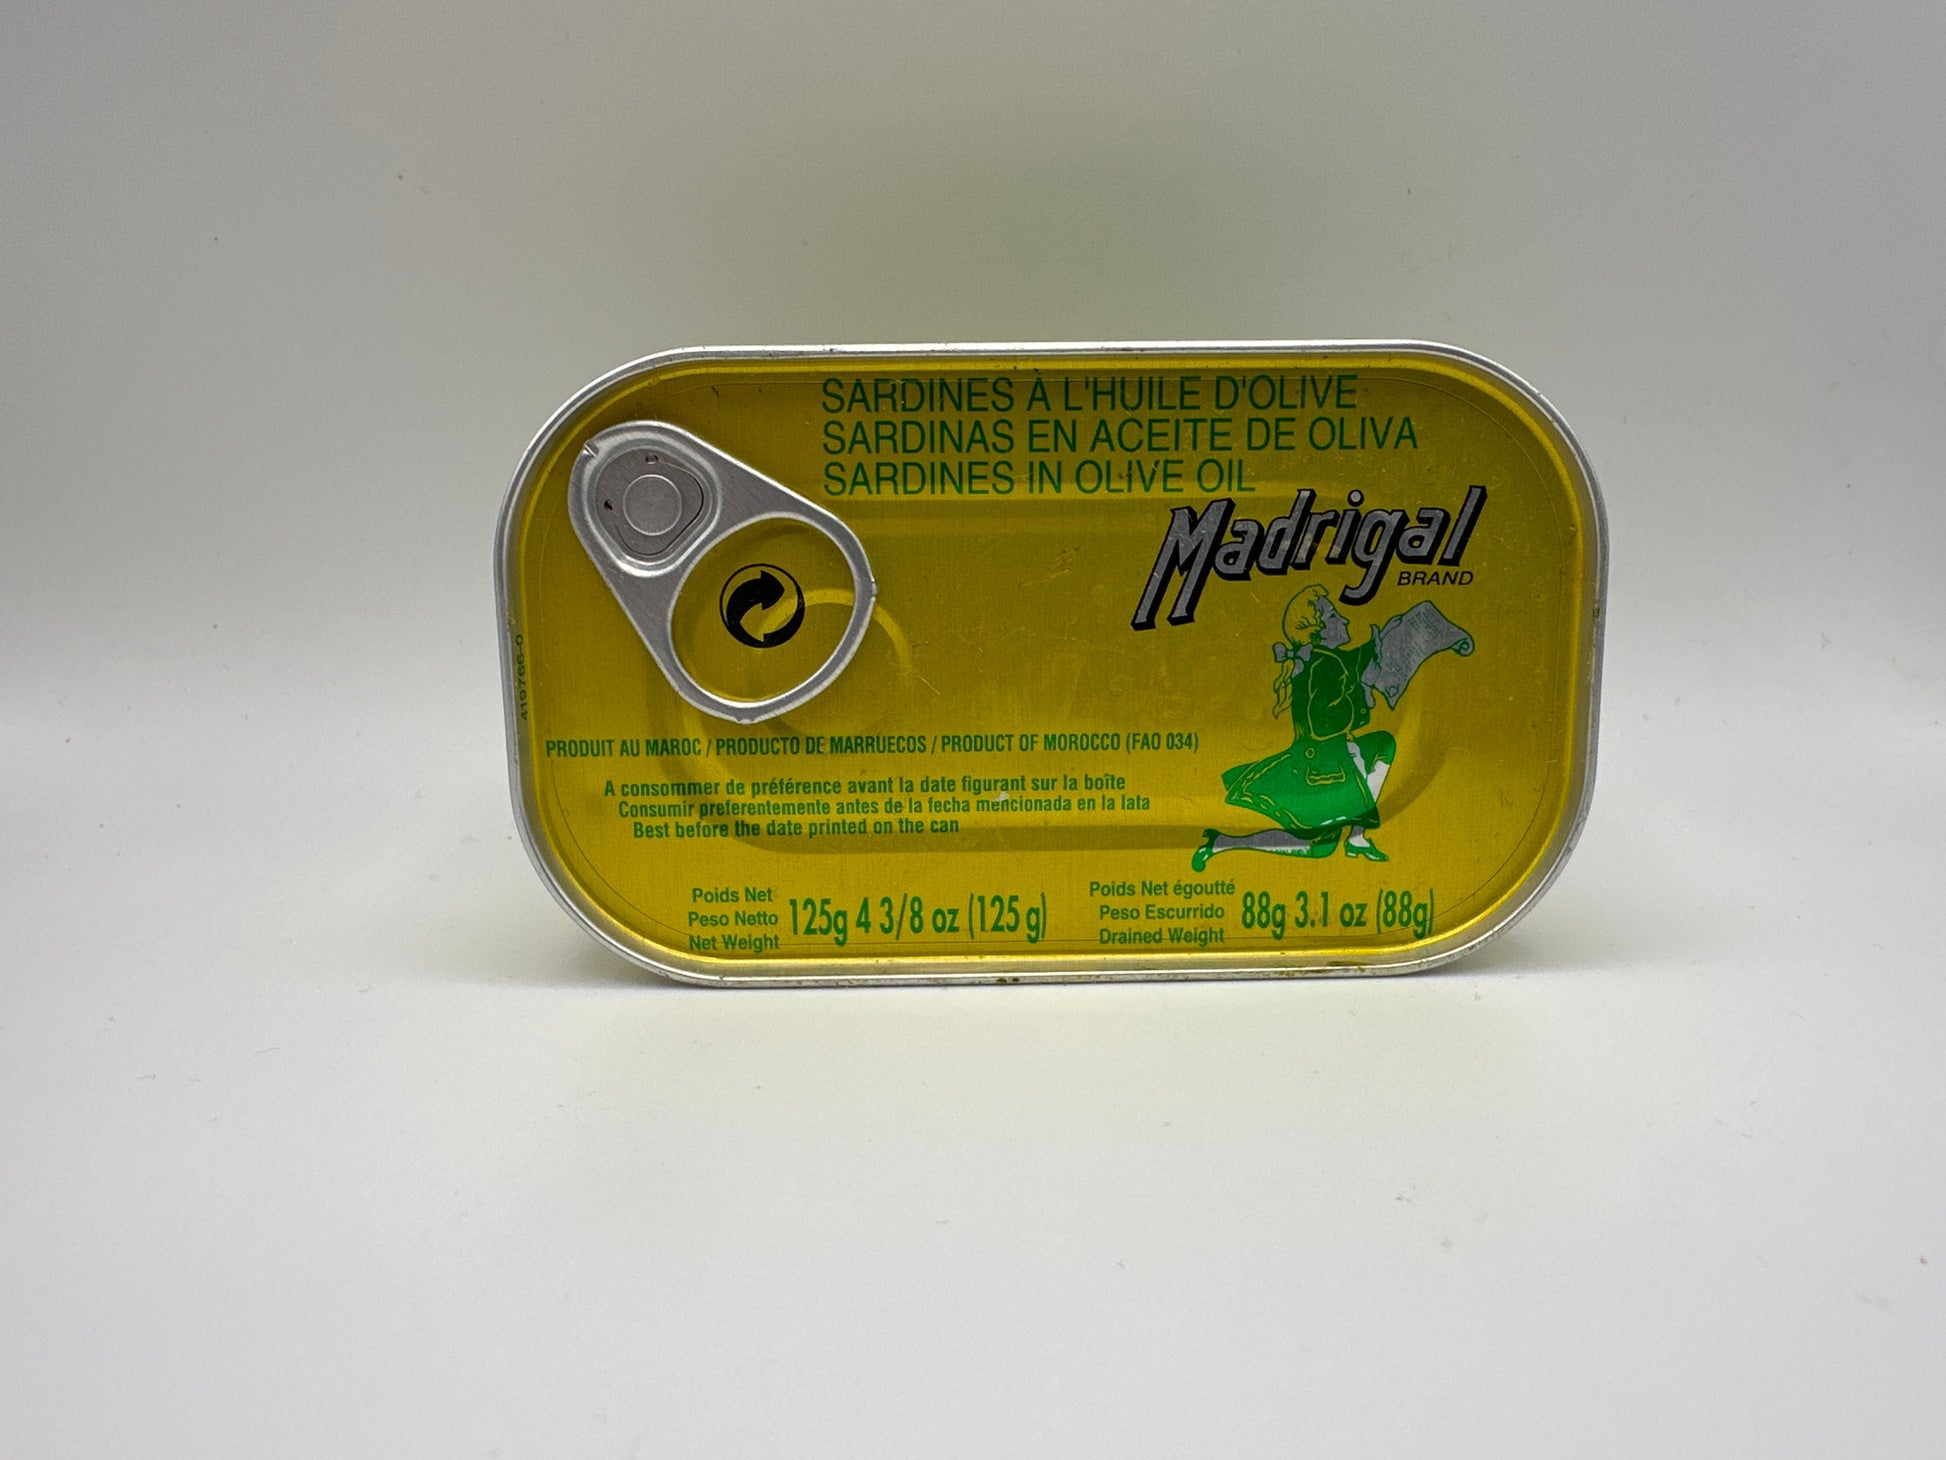 SARDINES À L'HUILE D'OLIVE
SARDINAS EN ACEITE DE OLIVA
SARDINES IN OLIVE OIL
Madrigal
BRAND
419766-0
PRODUIT AU MAROC / PRODUCTO DE MARRUECOS / PRODUCT OF MOROCCO (FAO 034)
A consommer de préférence avant la date figurant sur la boîte
Consumir preferentemente antes de la fecha mencionada en la lata
Best before the date printed on the can
Poids Net
Peso Netto
Net Weight
125g 4 3/8 oz (125 g)
Poids Net égoutté
Peso Escurrido
Drained Weight
88g 3.1 oz (88g)